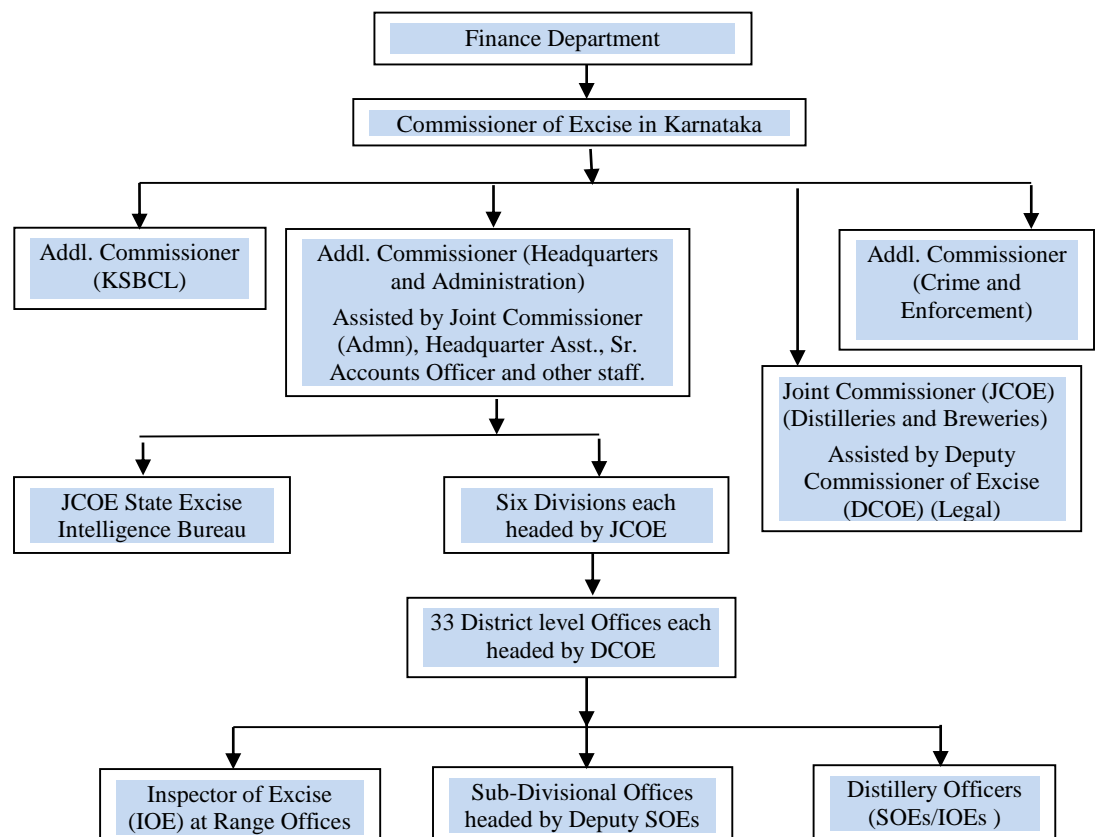 Finance Department
Commissioner of Excise in Karnataka
Addl. Commissioner
(KSBCL)
Addl. Commissioner (Headquarters
and Administration)
Assisted by Joint Commissioner
(Admn), Headquarter Asst., Sr.
Accounts Officer and other staff.
Addl. Commissioner
(Crime and
Enforcement)
Joint Commissioner (JCOE)
(Distilleries and Breweries)
Assisted by Deputy
Commissioner of Excise
(DCOE) (Legal)
JCOE State Excise
Intelligence Bureau
Six Divisions each
headed by JCOE
33 District level Offices each
headed by DCOE
Inspector of Excise
(IOE) at Range Offices
Sub-Divisional Offices
headed by Deputy SOEs
Distillery Officers
(SOEs/IOEs )